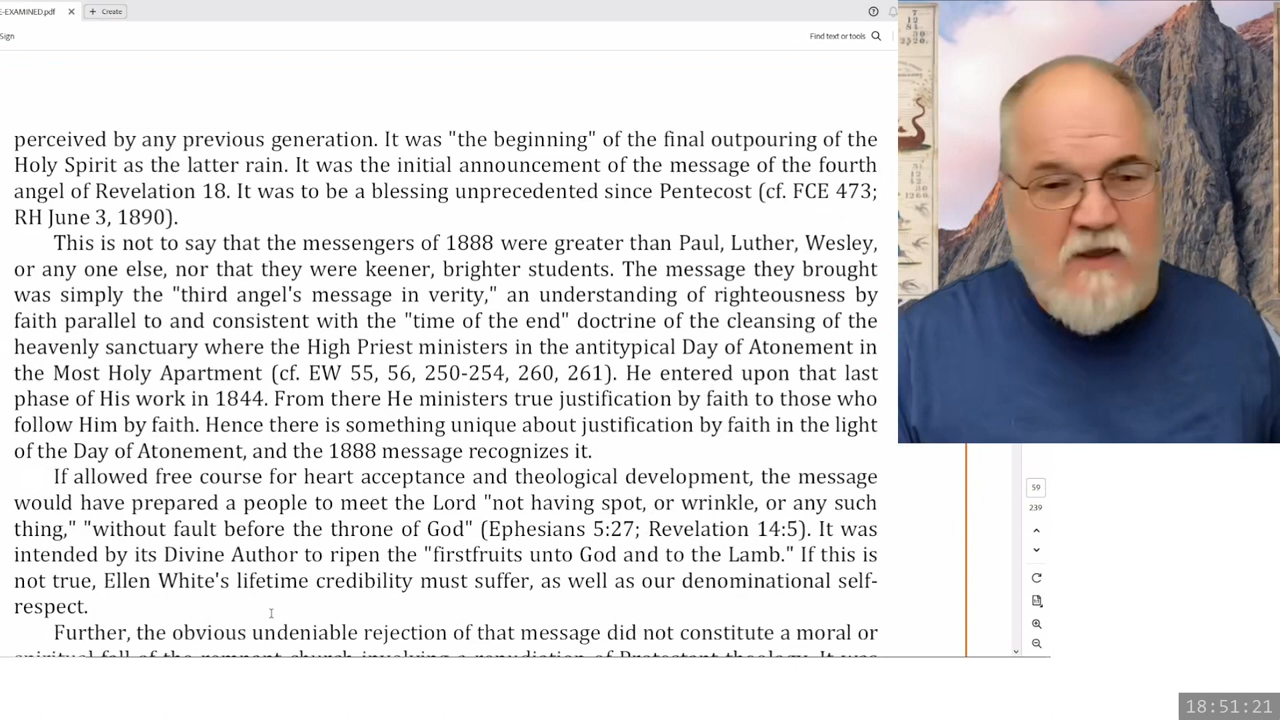 E-EXAMINED.pdf
Create
Sign
Find text or tools
perceived by any previous generation. It was "the beginning" of the final outpouring of the
Holy Spirit as the latter rain. It was the initial announcement of the message of the fourth
angel of Revelation 18. It was to be a blessing unprecedented since Pentecost (cf. FCE 473;
RH June 3, 1890).
This is not to say that the messengers of 1888 were greater than Paul, Luther, Wesley,
or any one else, nor that they were keener, brighter students. The message they brought
was simply the "third angel's message in verity," an understanding of righteousness by
faith parallel to and consistent with the "time of the end" doctrine of the cleansing of the
heavenly sanctuary where the High Priest ministers in the antitypical Day of Atonement in
the Most Holy Apartment (cf. EW 55, 56, 250-254, 260, 261). He entered upon that last
phase of His work in 1844. From there He ministers true justification by faith to those who
follow Him by faith. Hence there is something unique about justification by faith in the light
of the Day of Atonement, and the 1888 message recognizes it.
If allowed free course for heart acceptance and theological development, the message
would have prepared a people to meet the Lord "not having spot, or wrinkle, or any such
thing," "without fault before the throne of God" (Ephesians 5:27; Revelation 14:5). It was
intended by its Divine Author to ripen the "firstfruits unto God and to the Lamb." If this is
not true, Ellen White's lifetime credibility must suffer, as well as our denominational self-
respect.
Further, the obvious undeniable rejection of that message did not constitute a moral or
spiritual fall of the remnant church involving a repudiation of Protestant theology. It was
59
239
18:51:21